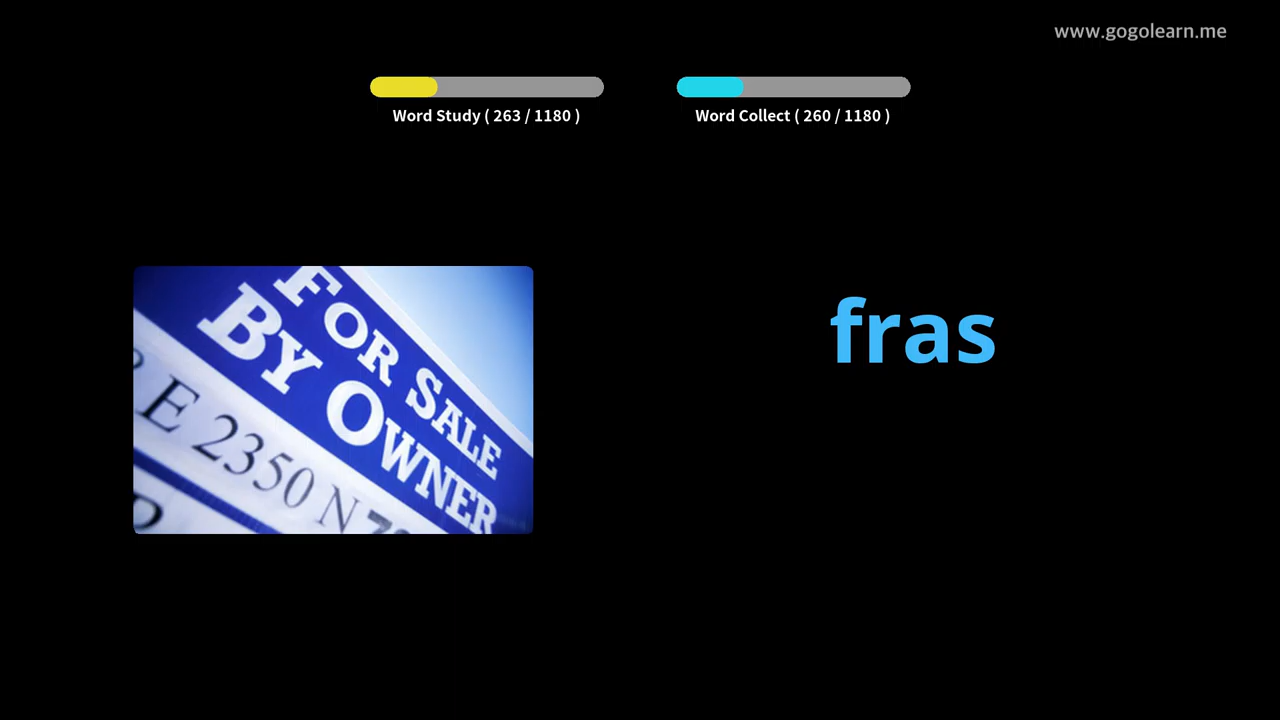 www.gogolearn.me
Word Study ( 263 / 1180 )
Word Collect ( 260 / 1180 )
FOR SALE
BY OWNER
E 2350 N
fras